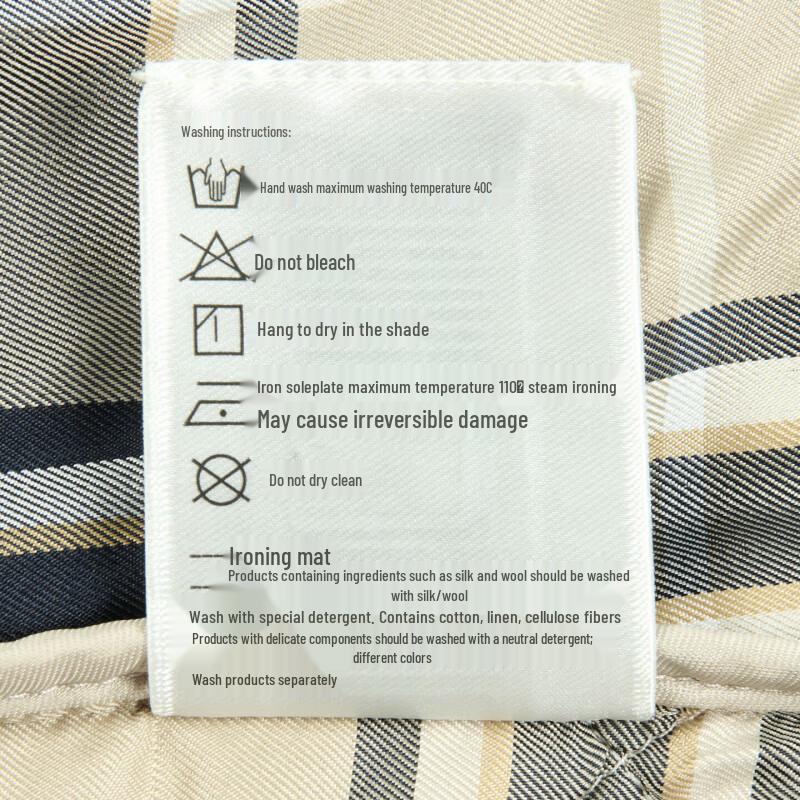 Washing instructions:
Hand wash maximum washing temperature 40C
Do not bleach
Hang to dry in the shade
Iron soleplate maximum temperature 110 steam ironing
May cause irreversible damage
Do not dry clean
Ironing mat
Products containing ingredients such as silk and wool should be washed
with silk/wool
Wash with special detergent. Contains cotton, linen, cellulose fibers
Products with delicate components should be washed with a neutral detergent;
different colors
Wash products separately